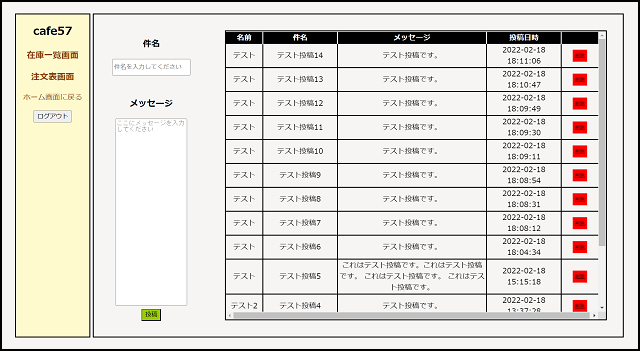 cafe57
在庫一覧画面
注文表画面
ホーム画面に戻る
ログアウト
件名
件名を入力してください
メッセージ
ここにメッセージを入力
してください
投稿
名前 件名 メッセージ 投稿日時
テスト テスト投稿14 テスト投稿です。 2022-02-18
18:11:06
テスト テスト投稿13 テスト投稿です。 2022-02-18
18:10:47
テスト テスト投稿12 テスト投稿です。 2022-02-18
18:09:49
テスト テスト投稿11 テスト投稿です。 2022-02-18
18:09:30
テスト テスト投稿10 テスト投稿です。 2022-02-18
18:09:11
テスト テスト投稿9 テスト投稿です。 2022-02-18
18:08:54
テスト テスト投稿8 テスト投稿です。 2022-02-18
18:08:31
テスト テスト投稿7 テスト投稿です。 2022-02-18
18:08:12
テスト テスト投稿6 テスト投稿です。 2022-02-18
18:04:34
テスト テスト投稿5 これはテスト投稿です。これはテスト投稿
です。 これはテスト投稿です。 これはテス
ト投稿です。 2022-02-18
15:15:18
テスト2 テスト投稿4 テスト投稿です。 2022-02-18
13:37:28